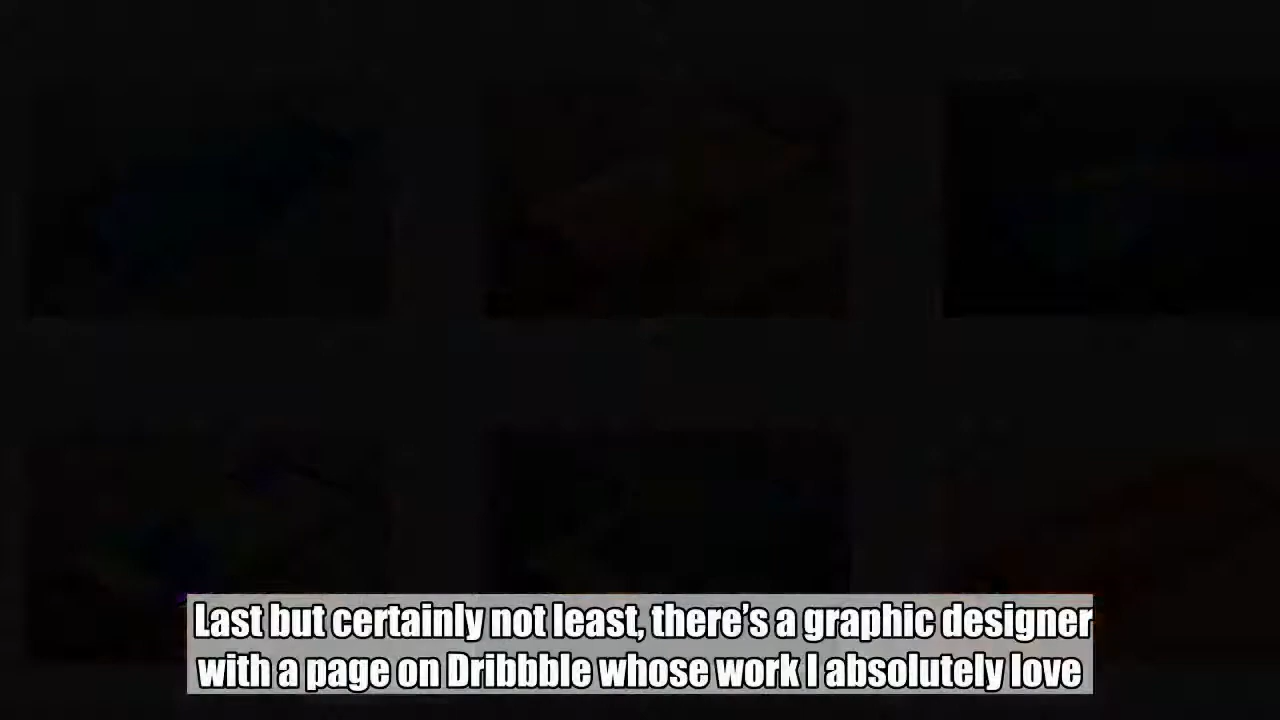 Last but certainly not least, there’s a graphic designer
with a page on Dribbble whose work I absolutely love